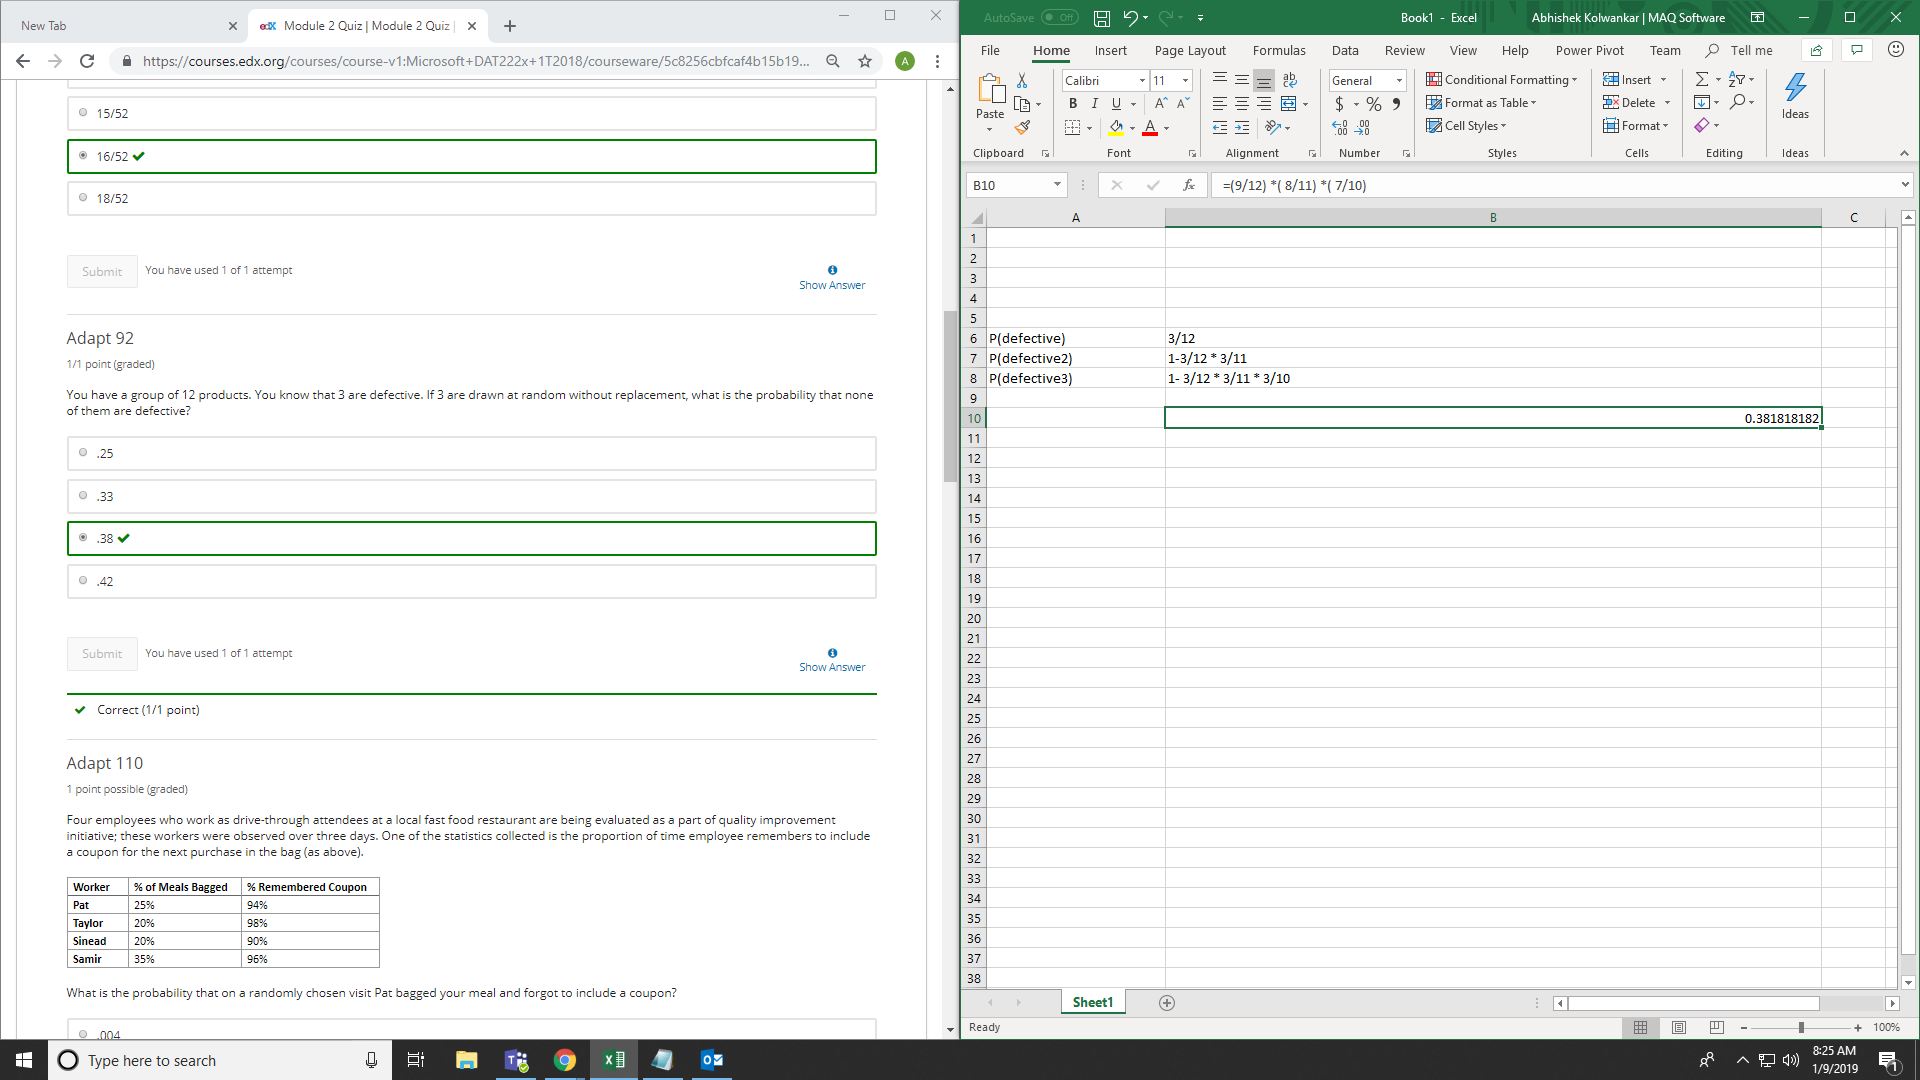 New Tab
edX Module 2 Quiz | Module 2 Quiz |
https://courses.edx.org/courses/course-v1:Microsoft+DAT222x+1T2018/courseware/5c8256cbfcaf4b15b19...
A
15/52
16/52
18/52
Submit
You have used 1 of 1 attempt
Show Answer
Adapt 92
1/1 point (graded)
You have a group of 12 products. You know that 3 are defective. If 3 are drawn at random without replacement, what is the probability that none
of them are defective?
.25
.33
.38
.42
Submit
You have used 1 of 1 attempt
Show Answer
Correct (1/1 point)
Adapt 110
1 point possible (graded)
Four employees who work as drive-through attendees at a local fast food restaurant are being evaluated as a part of quality improvement
initiative; these workers were observed over three days. One of the statistics collected is the proportion of time employee remembers to include
a coupon for the next purchase in the bag (as above).
Worker % of Meals Bagged % Remembered Coupon
Pat 25% 94%
Taylor 20% 98%
Sinead 20% 90%
Samir 35% 96%
What is the probability that on a randomly chosen visit Pat bagged your meal and forgot to include a coupon?
.004
AutoSave Off
Book1 - Excel
Abhishek Kolwankar | MAQ Software
File Home Insert Page Layout Formulas Data Review View Help Power Pivot Team Tell me
Paste
Clipboard
Calibri 11
B I U
Font
ab
Alignment
General
$ % 9
Number
Conditional Formatting
Format as Table
Cell Styles
Styles
Insert
Delete
Format
Cells
Editing
Ideas
Ideas
B10
fx
=(9/12) *( 8/11) *( 7/10)
A B C
1
2
3
4
5
6 P(defective) 3/12
7 P(defective2) 1-3/12 * 3/11
8 P(defective3) 1- 3/12 * 3/11 * 3/10
9
10 0.381818182
11
12
13
14
15
16
17
18
19
20
21
22
23
24
25
26
27
28
29
30
31
32
33
34
35
36
37
38
Sheet1
Ready
100%
Type here to search
8:25 AM
1/9/2019
1